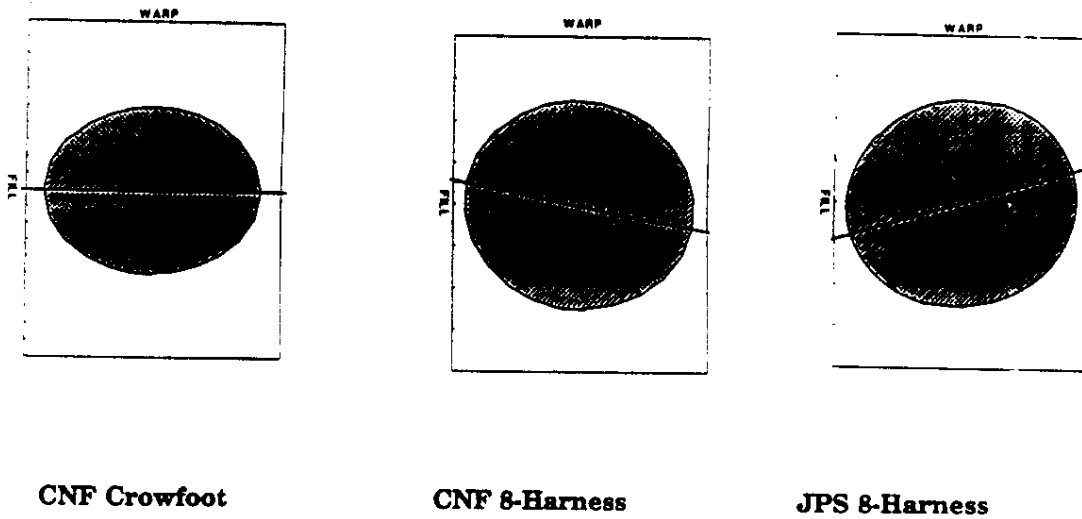 WARP
WARP
WARP
FILL
FILL
FILL
CNF Crowfoot
CNF 8-Harness
JPS 8-Harness